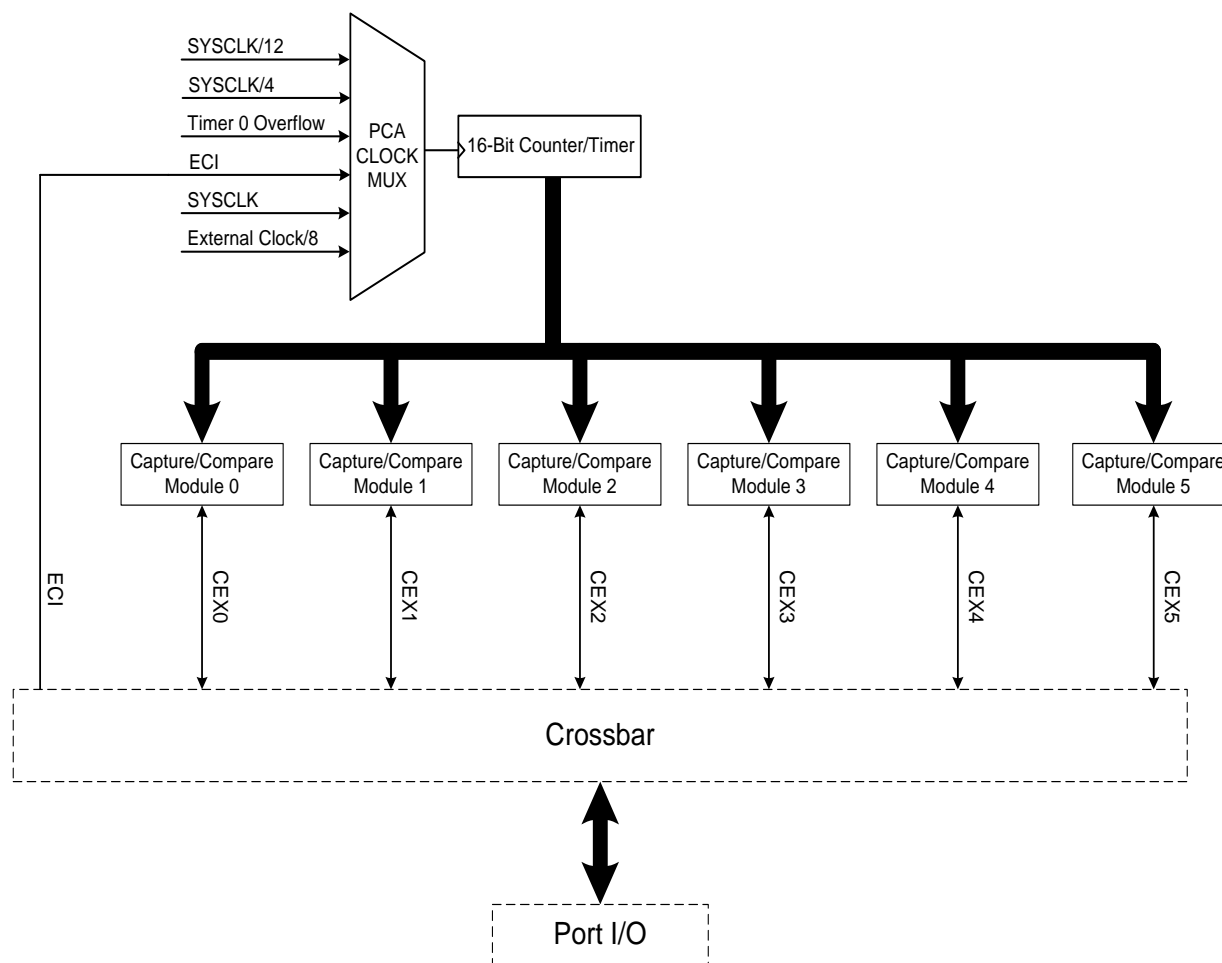 SYSCLK/12
SYSCLK/4
Timer 0 Overflow
ECI
SYSCLK
External Clock/8
PCA
CLOCK
MUX
16-Bit Counter/Timer
Capture/Compare
Module 0
Capture/Compare
Module 1
Capture/Compare
Module 2
Capture/Compare
Module 3
Capture/Compare
Module 4
Capture/Compare
Module 5
ECI
CEX0
CEX1
CEX2
CEX3
CEX4
CEX5
Crossbar
Port I/O